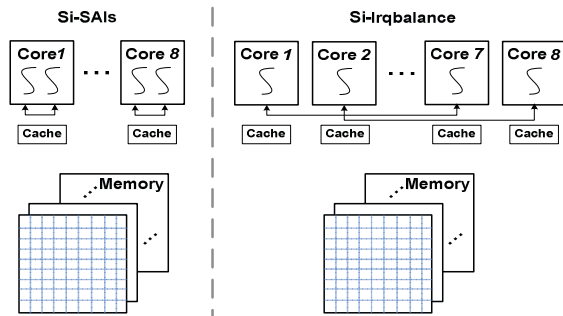 Si-SAIs
Si-Irqbalance
Core1
Core 8
Core 1
Core 2
Core 7
Core 8
Cache
Cache
Cache
Cache
Cache
Cache
Memory
Memory